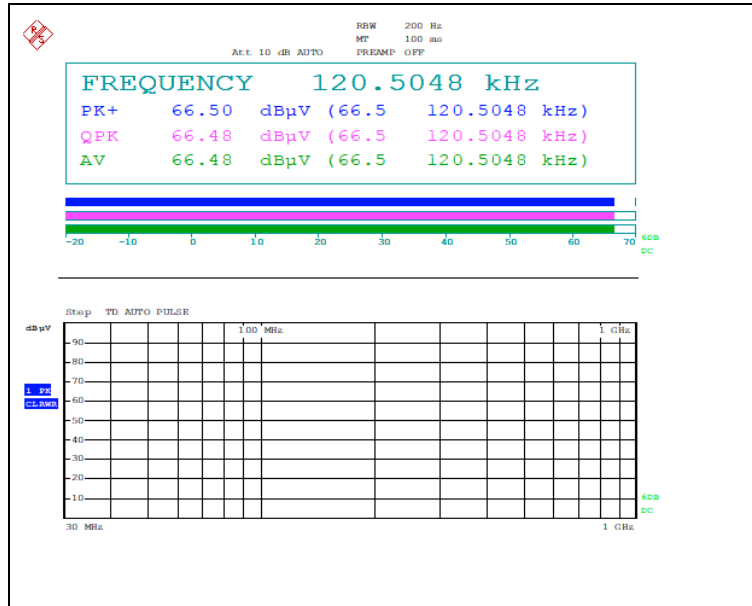 RBW 200 Hz
MT 100 ms
Att 10 dB AUTO PREAMP OFF
FREQUENCY 120.5048 kHz
PK+ 66.50 dBµV (66.5 120.5048 kHz)
QPK 66.48 dBµV (66.5 120.5048 kHz)
AV 66.48 dBµV (66.5 120.5048 kHz)
-20 -10 0 10 20 30 40 50 60 70
6DB
DC
Step TD AUTO PULSE
dBµV
100 MHz 1 GHz
90
80
70
1 PK
CLRWR
60
50
40
30
20
10
6DB
DC
30 MHz 1 GHz